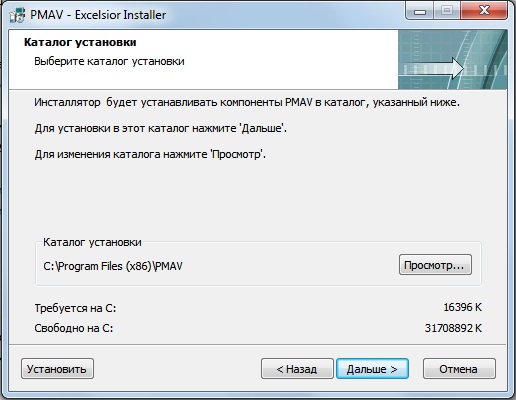 PMAV - Excelsior Installer
Каталог установки
Выберите каталог установки
Инсталлятор будет устанавливать компоненты PMAV в каталог, указанный ниже.
Для установки в этот каталог нажмите 'Дальше'.
Для изменения каталога нажмите 'Просмотр'.
Каталог установки
C:\Program Files (x86)\PMAV
Просмотр...
Требуется на C: 16396 K
Свободно на C: 31708892 K
Установить < Назад Дальше > Отмена